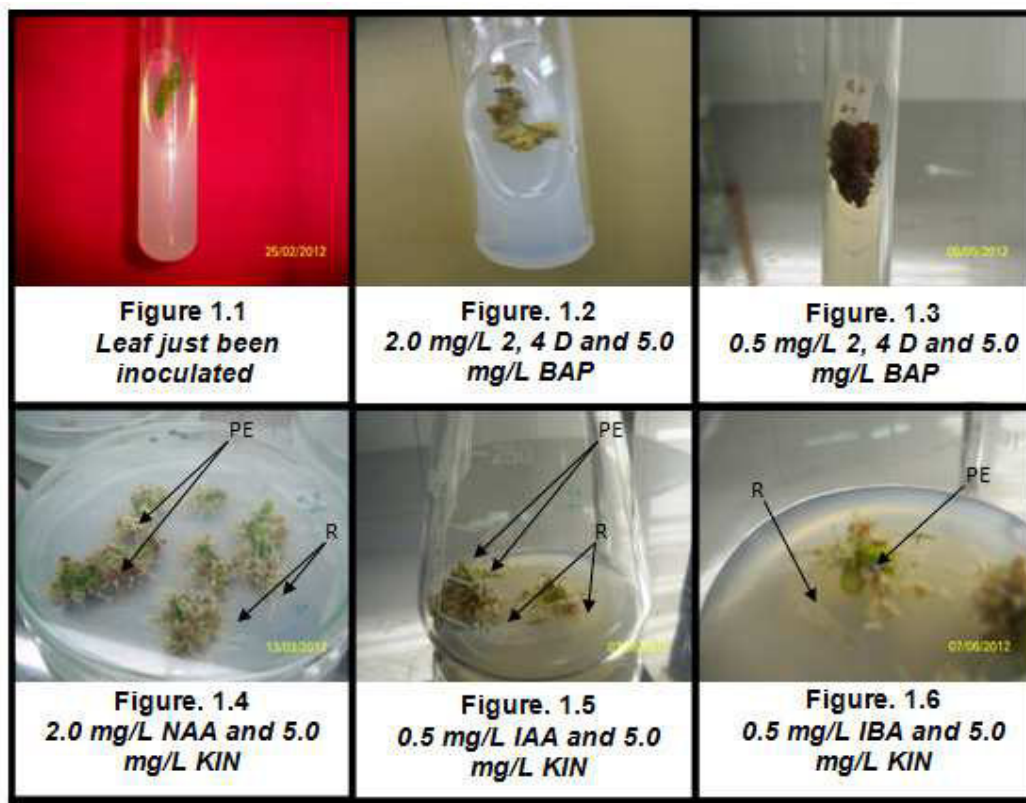 25/02/2012
Figure 1.1
Leaf just been
inoculated
Figure. 1.2
2.0 mg/L 2, 4 D and 5.0
mg/L BAP
Figure. 1.3
0.5 mg/L 2, 4 D and 5.0
mg/L BAP
PE
R
13/03/2012
Figure. 1.4
2.0 mg/L NAA and 5.0
mg/L KIN
PE
R
Figure. 1.5
0.5 mg/L IAA and 5.0
mg/L KIN
R
PE
07/06/2012
Figure. 1.6
0.5 mg/L IBA and 5.0
mg/L KIN